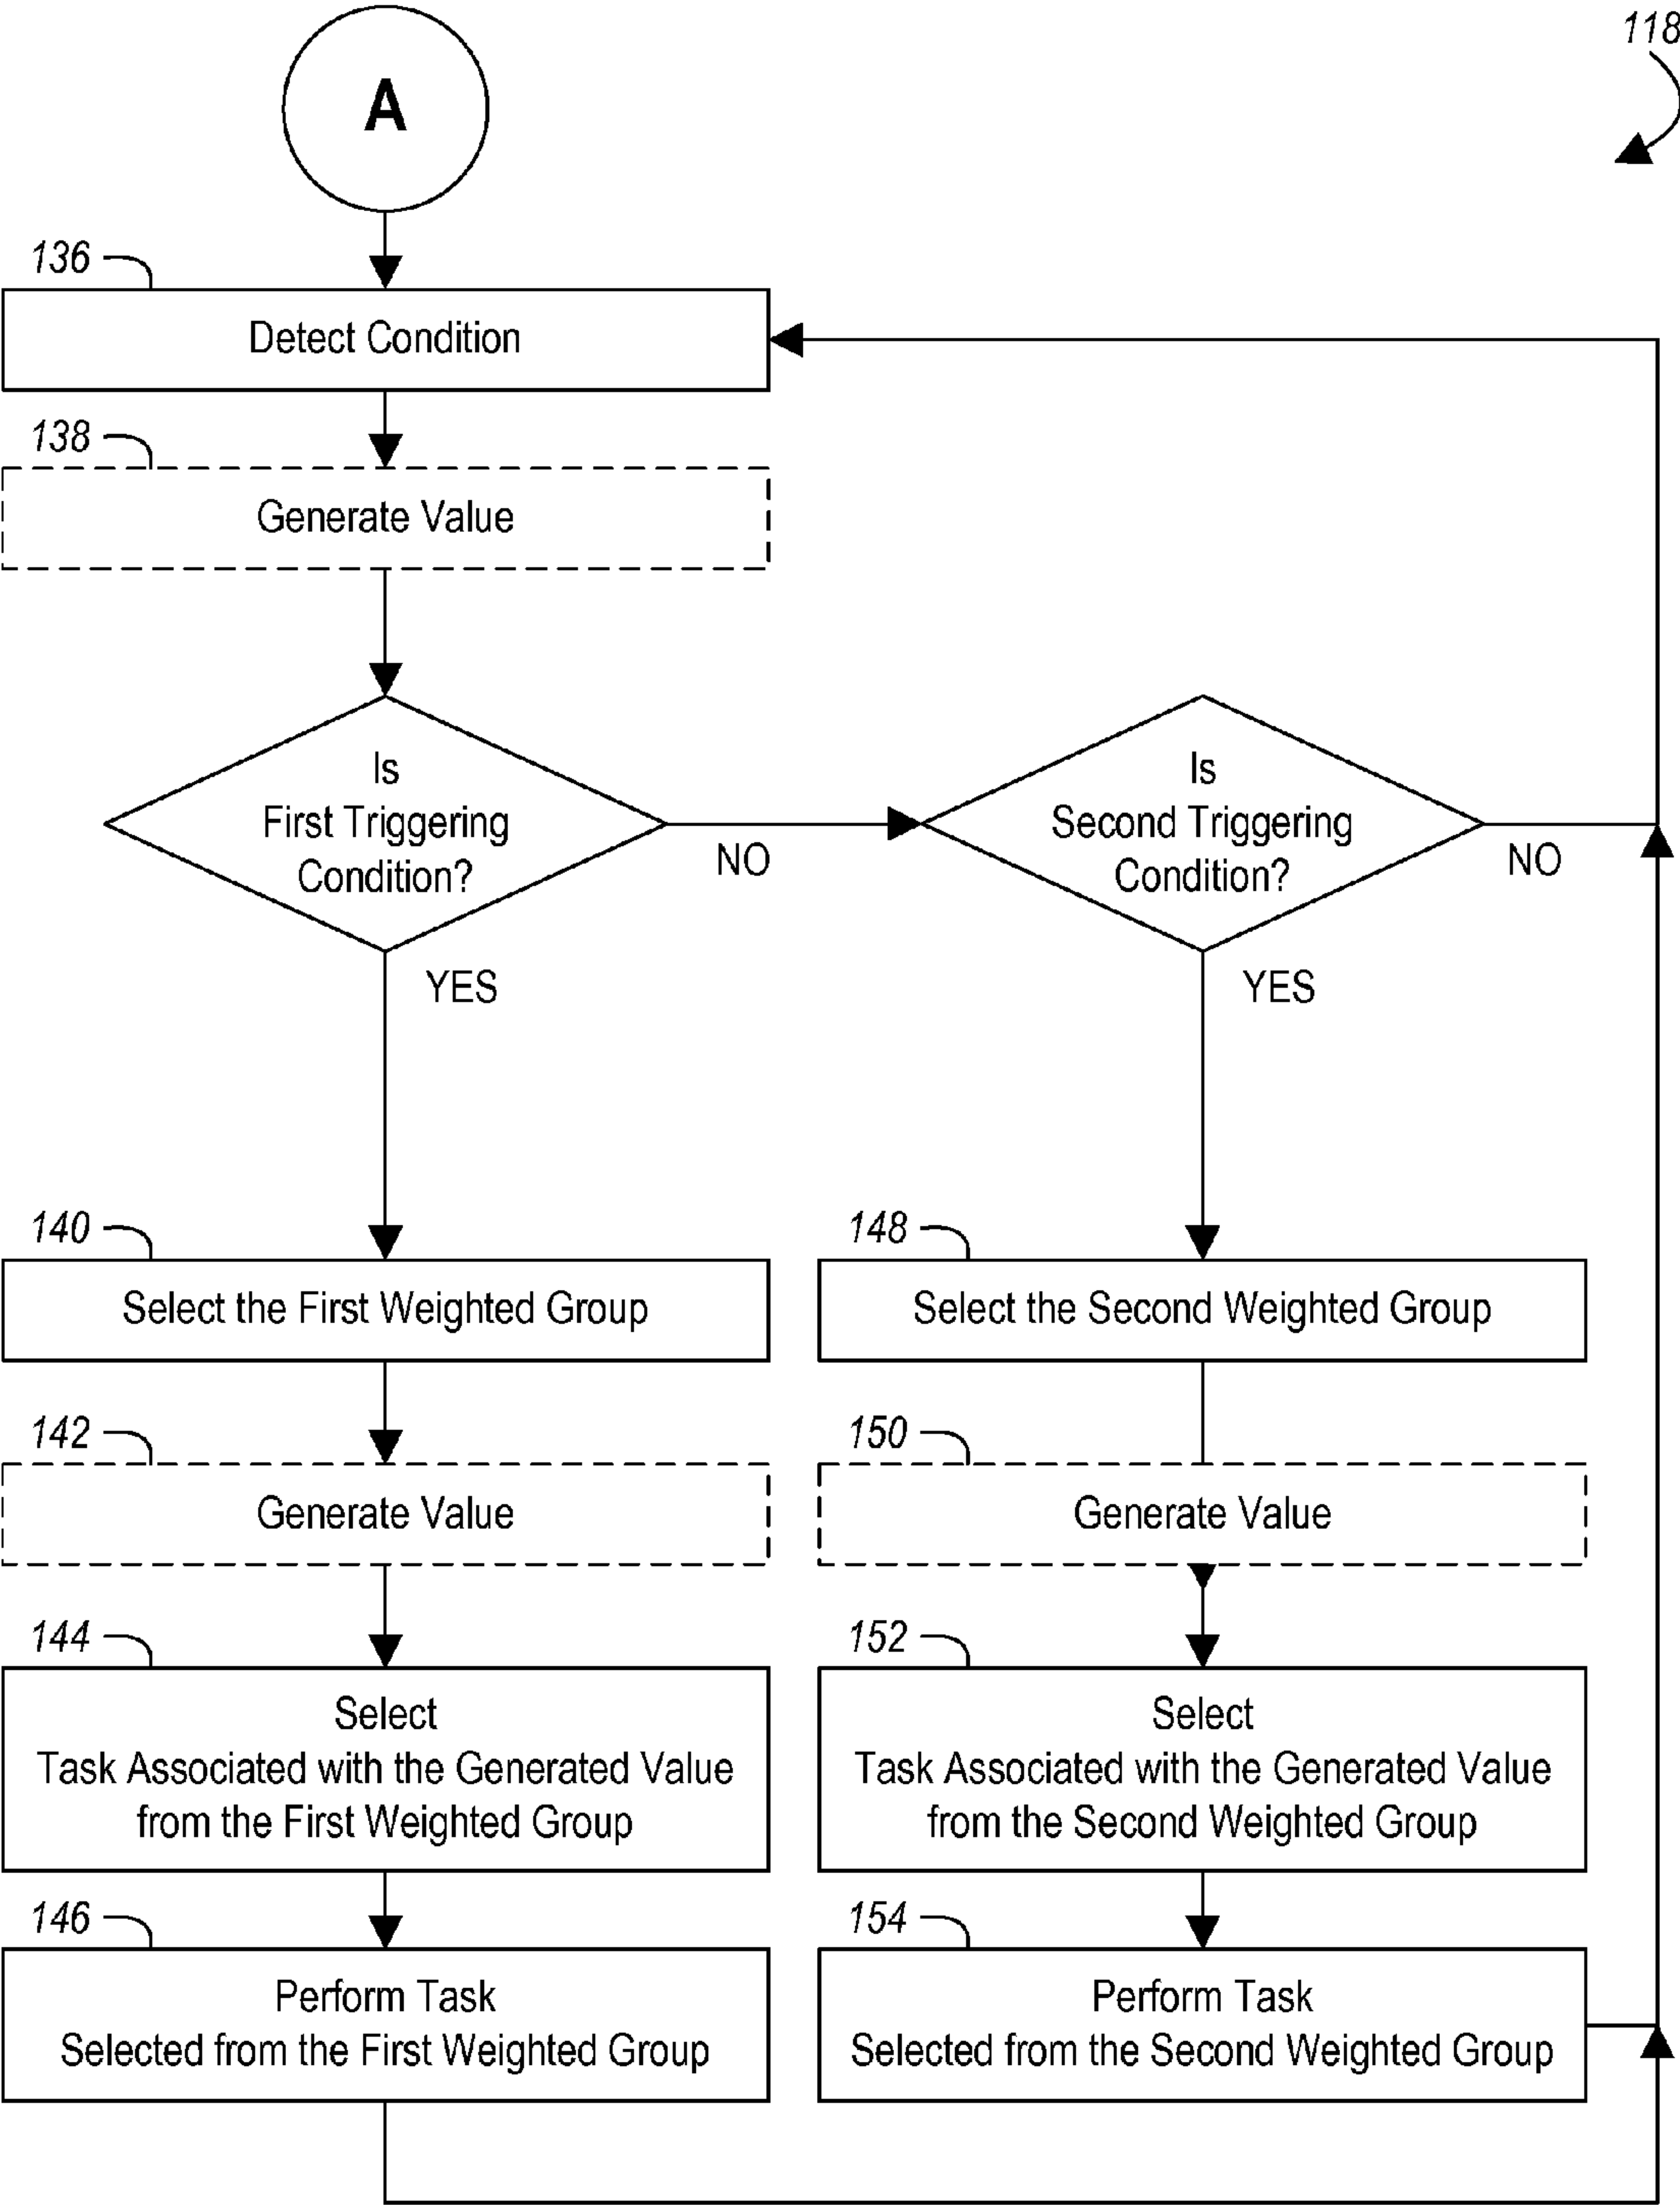 118
A
136
Detect Condition
138
Generate Value
Is
First Triggering
Condition?
NO
YES
Is
Second Triggering
Condition?
NO
YES
140
Select the First Weighted Group
142
Generate Value
144
Select
Task Associated with the Generated Value
from the First Weighted Group
146
Perform Task
Selected from the First Weighted Group
148
Select the Second Weighted Group
150
Generate Value
152
Select
Task Associated with the Generated Value
from the Second Weighted Group
154
Perform Task
Selected from the Second Weighted Group